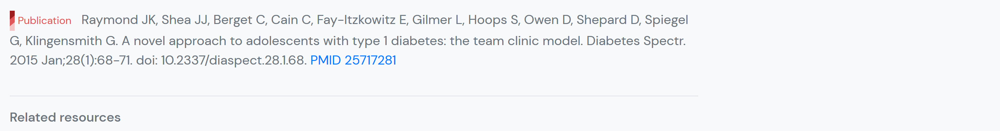 Publication Raymond JK, Shea JJ, Berget C, Cain C, Fay-Itzkowitz E, Gilmer L, Hoops S, Owen D, Shepard D, Spiegel
G, Klingensmith G. A novel approach to adolescents with type 1 diabetes: the team clinic model. Diabetes Spectr.
2015 Jan;28(1):68-71. doi: 10.2337/diaspect.28.1.68. PMID 25717281
Related resources